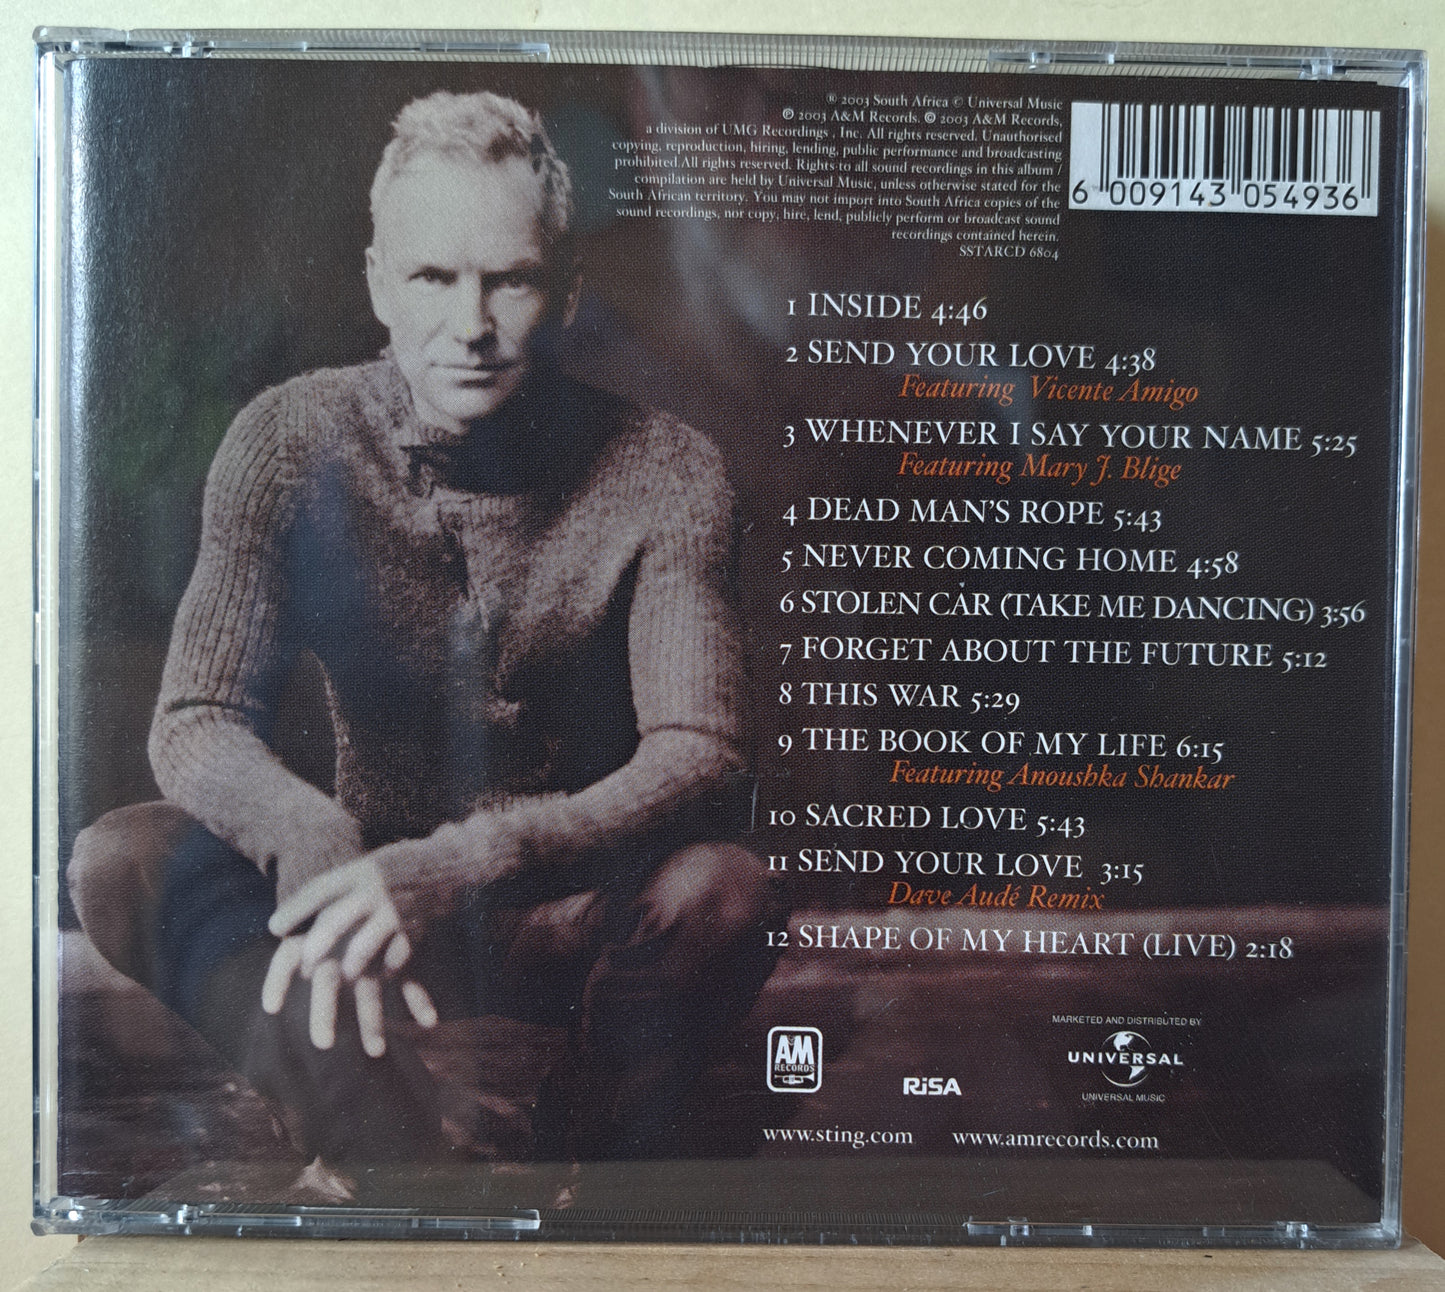 ℗ 2003 South Africa © Universal Music
℗ 2003 A&M Records. © 2003 A&M Records,
a division of UMG Recordings , Inc. All rights reserved. Unauthorised
copying, reproduction, hiring, lending, public performance and broadcasting
prohibited.All rights reserved. Rights to all sound recordings in this album /
compilation are held by Universal Music, unless otherwise stated for the
South African territory. You may not import into South Africa copies of the
sound recordings, nor copy, hire, lend, publicly perform or broadcast sound
recordings contained herein.
SSTARCD 6804
6 009143 054936
1 INSIDE 4:46
2 SEND YOUR LOVE 4:38
Featuring Vicente Amigo
3 WHENEVER I SAY YOUR NAME 5:25
Featuring Mary J. Blige
4 DEAD MAN'S ROPE 5:43
5 NEVER COMING HOME 4:58
6 STOLEN CAR (TAKE ME DANCING) 3:56
7 FORGET ABOUT THE FUTURE 5:12
8 THIS WAR 5:29
9 THE BOOK OF MY LIFE 6:15
Featuring Anoushka Shankar
10 SACRED LOVE 5:43
11 SEND YOUR LOVE 3:15
Dave Audé Remix
12 SHAPE OF MY HEART (LIVE) 2:18
AM
RECORDS
RiSA
MARKETED AND DISTRIBUTED BY
UNIVERSAL
UNIVERSAL MUSIC
www.sting.com www.amrecords.com